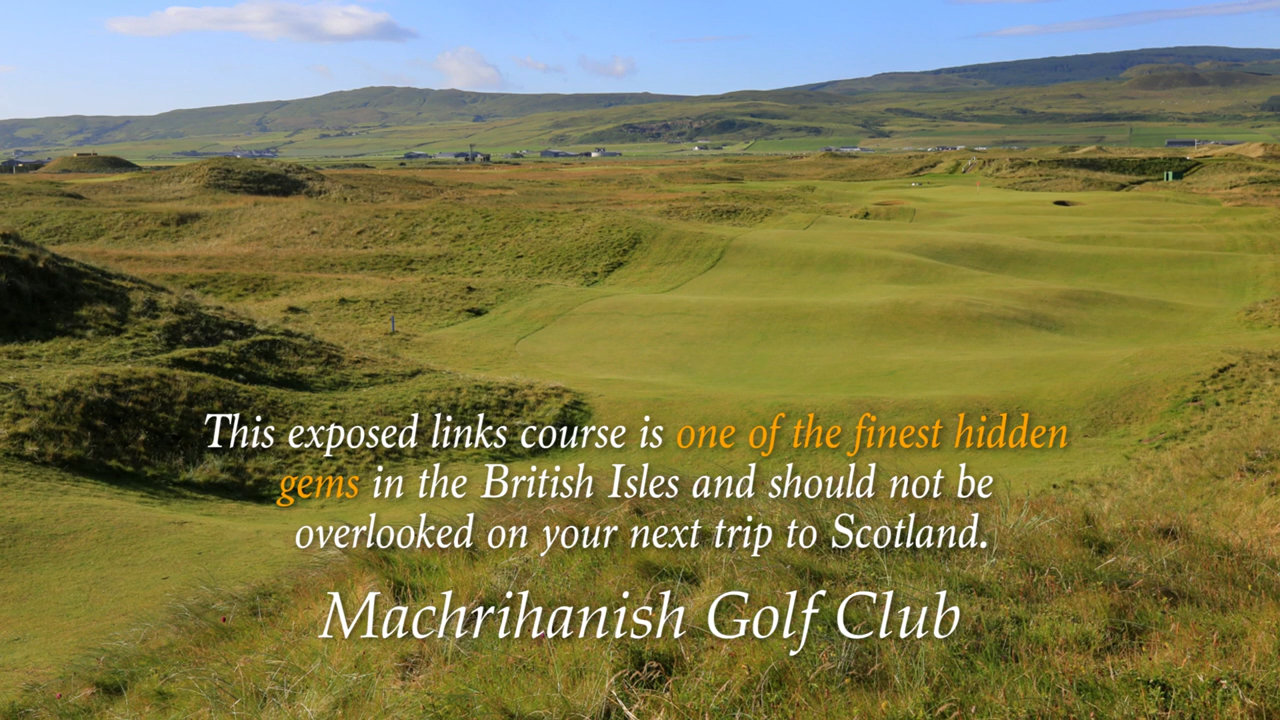 This exposed links course is one of the finest hidden
gems in the British Isles and should not be
overlooked on your next trip to Scotland.
Machrihanish Golf Club